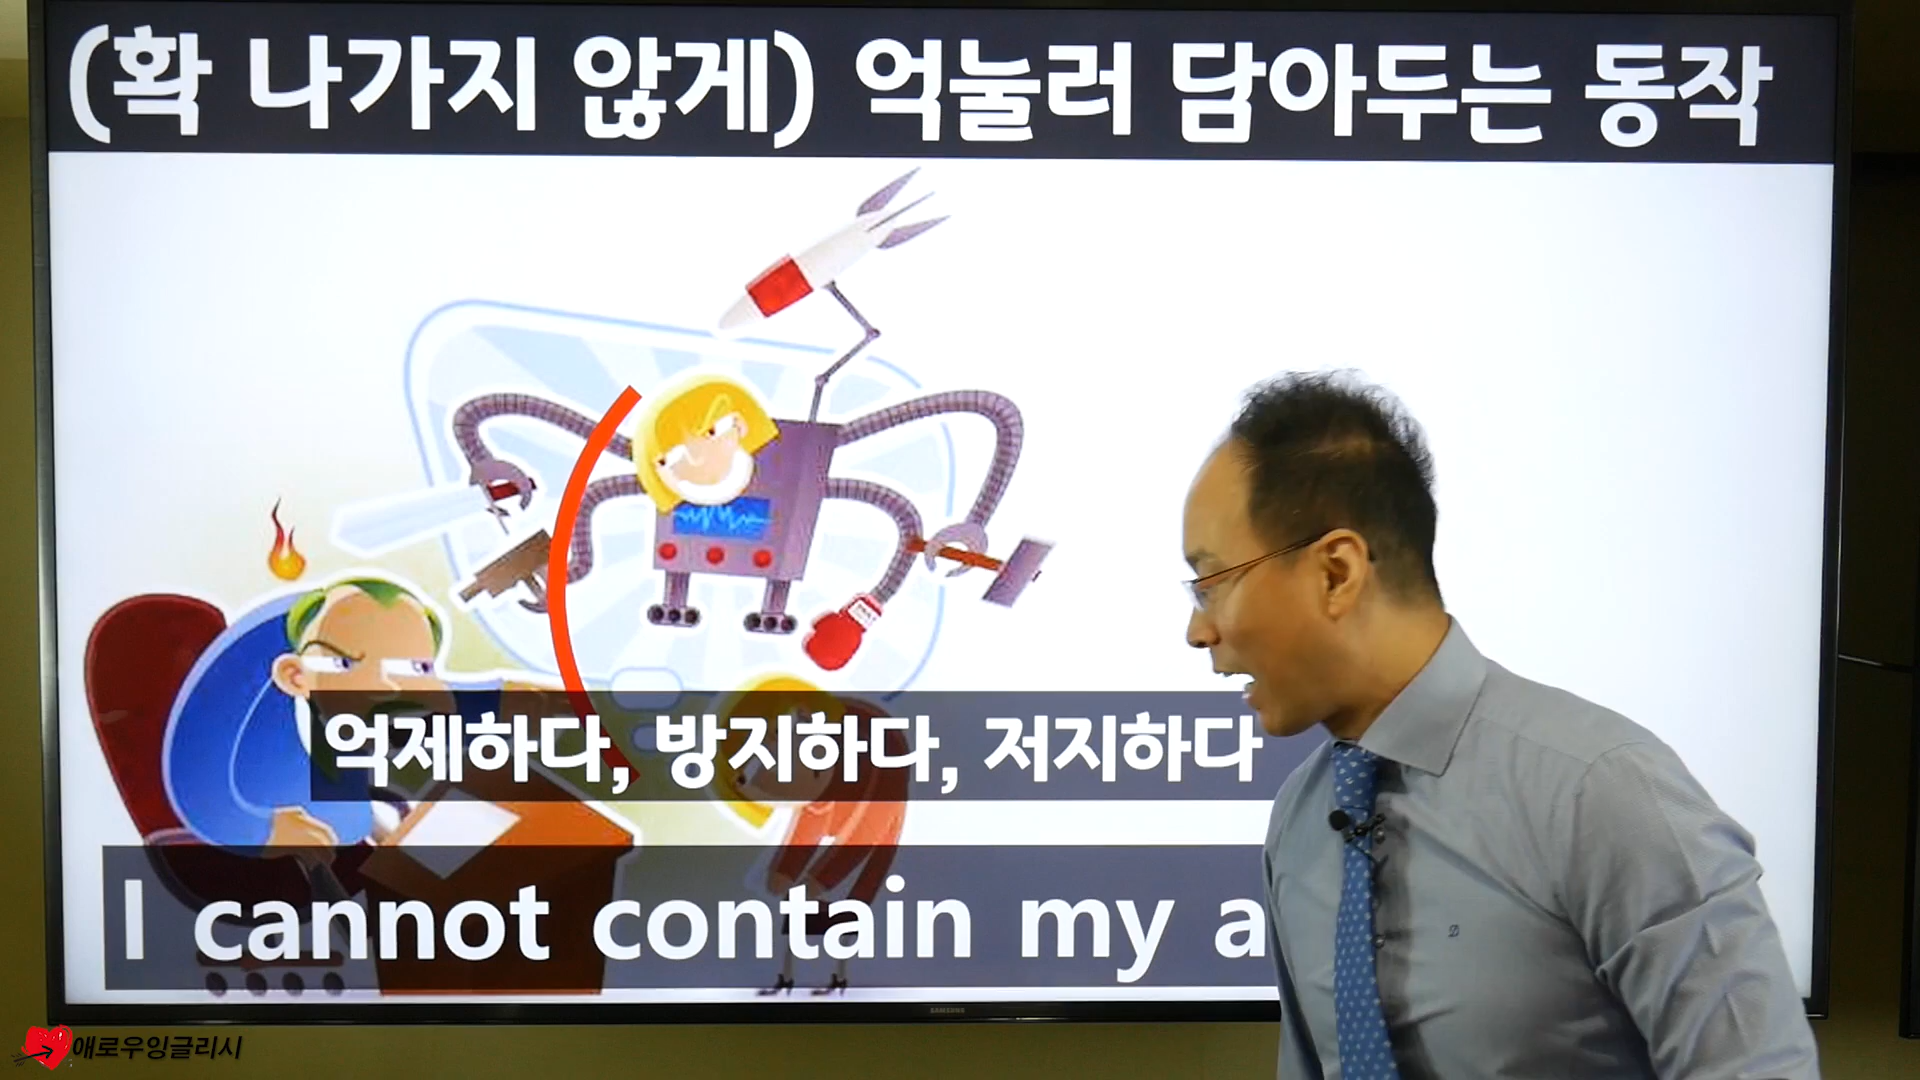 (확 나가지 않게) 억눌러 담아두는 동작
억제하다, 방지하다, 저지하다
I cannot contain my a
SAMSUNG
애로우잉글리시